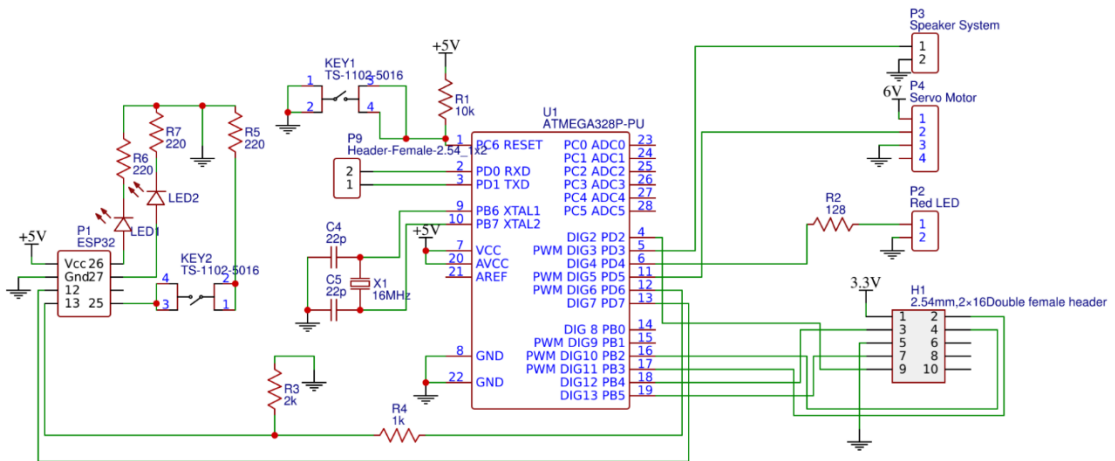 P3
Speaker System
1
2
P4
Servo Motor
6V
1
2
3
4
P2
Red LED
1
2
R2
128
+5V
KEY1
TS-1102-5016
1
2
3
4
R1
10k
P9
Header-Female-2.54_1x2
2
1
R6
220
R7
220
R5
220
LED2
LED1
+5V
P1
ESP32
Vcc 26
Gnd27
12
13 25
KEY2
TS-1102-5016
4
3
2
1
C4
22p
C5
22p
X1
16MHz
+5V
U1
ATMEGA328P-PU
1 PC6 RESET
2 PD0 RXD
3 PD1 TXD
9 PB6 XTAL1
10 PB7 XTAL2
7 VCC
20 AVCC
21 AREF
8 GND
22 GND
PC0 ADC0 23
PC1 ADC1 24
PC2 ADC2 25
PC3 ADC3 26
PC4 ADC4 27
PC5 ADC5 28
DIG2 PD2 4
PWM DIG3 PD3 5
DIG4 PD4 6
PWM DIG5 PD5 11
PWM DIG6 PD6 12
DIG7 PD7 13
DIG 8 PB0 14
PWM DIG9 PB1 15
PWM DIG10 PB2 16
PWM DIG11 PB3 17
DIG12 PB4 18
DIG13 PB5 19
3.3V
H1
2.54mm,2×16Double female header
1 2
3 4
5 6
7 8
9 10
R3
2k
R4
1k